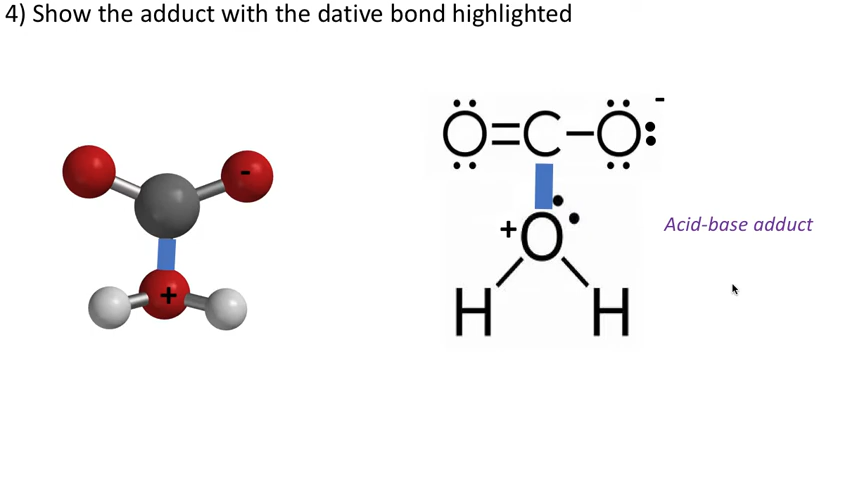 4) Show the adduct with the dative bond highlighted
-
O=C-O
-
+
+O
Acid-base adduct
H H